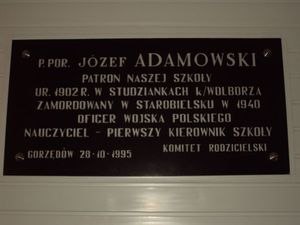 P. POR. JÓZEF ADAMOWSKI
PATRON NASZEJ SZKOŁY
UR. 1902 R. W STUDZIANKACH K/WOLBORZA
ZAMORDOWANY W STAROBIELSKU W 1940
OFICER WOJSKA POLSKIEGO
NAUCZYCIEL - PIERWSZY KIEROWNIK SZKOŁY
GORZĘDÓW 28-10-1995 KOMITET RODZICIELSKI